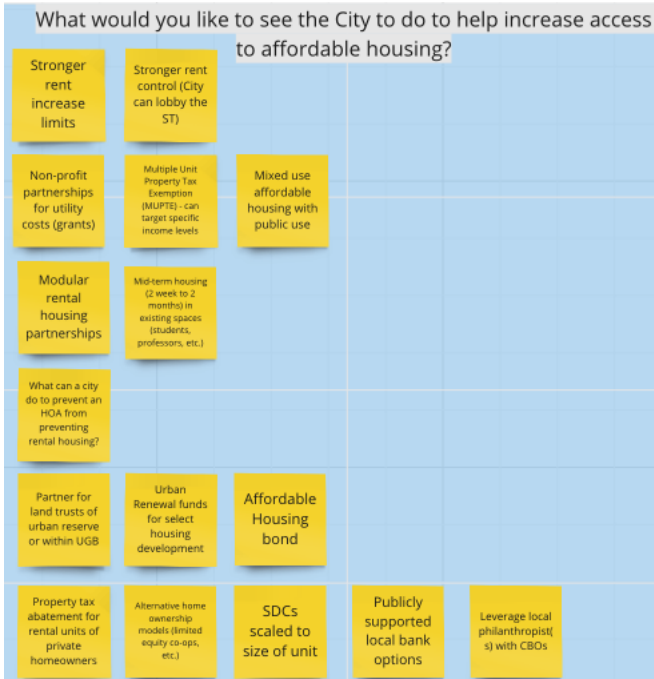 What would you like to see the City to do to help increase access
to affordable housing?
Stronger
rent
increase
limits
Stronger rent
control (City
can lobby the
ST)
Non-profit
partnerships
for utility
costs (grants)
Multiple Unit
Property Tax
Exemption
(MUPTE) - can
target specific
income levels
Mixed use
affordable
housing with
public use
Modular
rental
housing
partnerships
Mid-term housing
(2 week to 2
months) in
existing spaces
(students,
professors, etc.)
What can a city
do to prevent an
HOA from
preventing
rental housing?
Partner for
land trusts of
urban reserve
or within UGB
Urban
Renewal funds
for select
housing
development
Affordable
Housing
bond
Property tax
abatement for
rental units of
private
homeowners
Alternative home
ownership
models (limited
equity co-ops,
etc.)
SDCs
scaled to
size of unit
Publicly
supported
local bank
options
Leverage local
philanthropist(
s) with CBOs